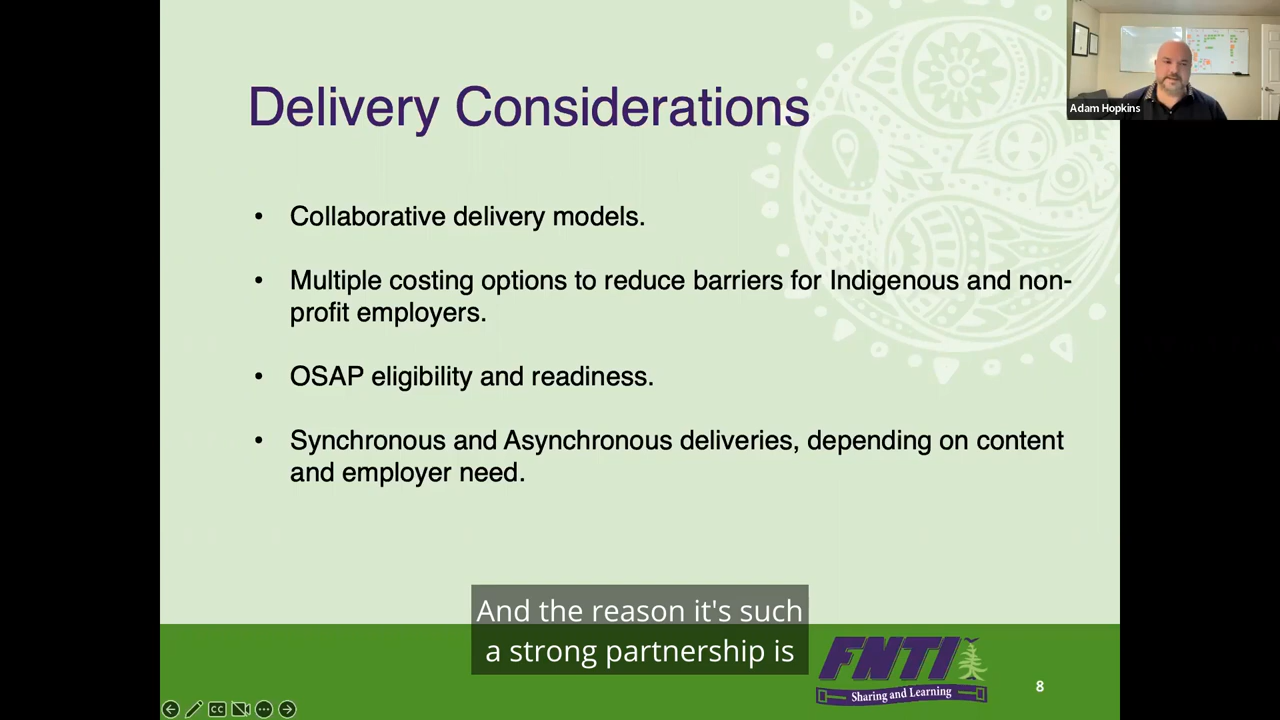 Delivery Considerations
Adam Hopkins
• Collaborative delivery models.
• Multiple costing options to reduce barriers for Indigenous and non-
profit employers.
• OSAP eligibility and readiness.
• Synchronous and Asynchronous deliveries, depending on content
and employer need.
And the reason it's such
a strong partnership is
FNTI
Sharing and Learning
8
CC